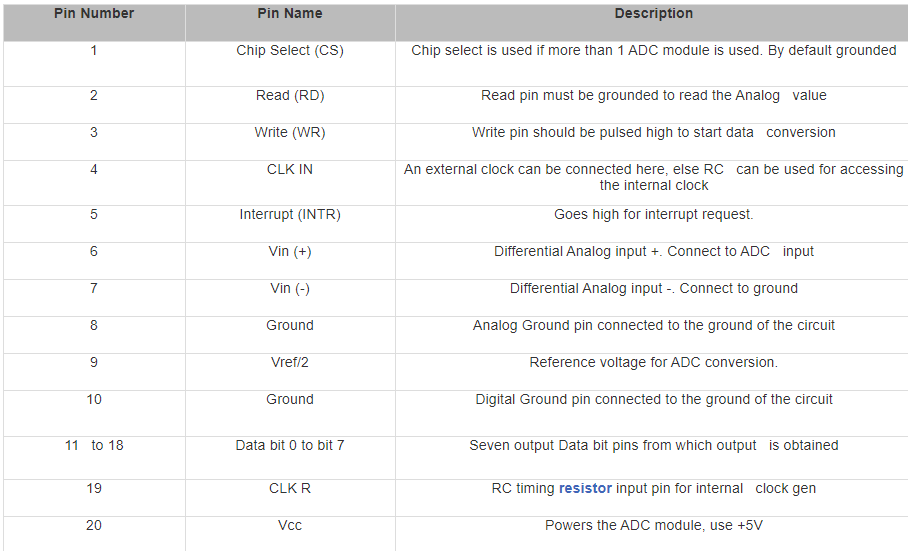 Pin Number Pin Name Description
1 Chip Select (CS) Chip select is used if more than 1 ADC module is used. By default grounded
2 Read (RD) Read pin must be grounded to read the Analog value
3 Write (WR) Write pin should be pulsed high to start data conversion
4 CLK IN An external clock can be connected here, else RC can be used for accessing
the internal clock
5 Interrupt (INTR) Goes high for interrupt request.
6 Vin (+) Differential Analog input +. Connect to ADC input
7 Vin (-) Differential Analog input -. Connect to ground
8 Ground Analog Ground pin connected to the ground of the circuit
9 Vref/2 Reference voltage for ADC conversion.
10 Ground Digital Ground pin connected to the ground of the circuit
11 to 18 Data bit 0 to bit 7 Seven output Data bit pins from which output is obtained
19 CLK R RC timing resistor input pin for internal clock gen
20 Vcc Powers the ADC module, use +5V